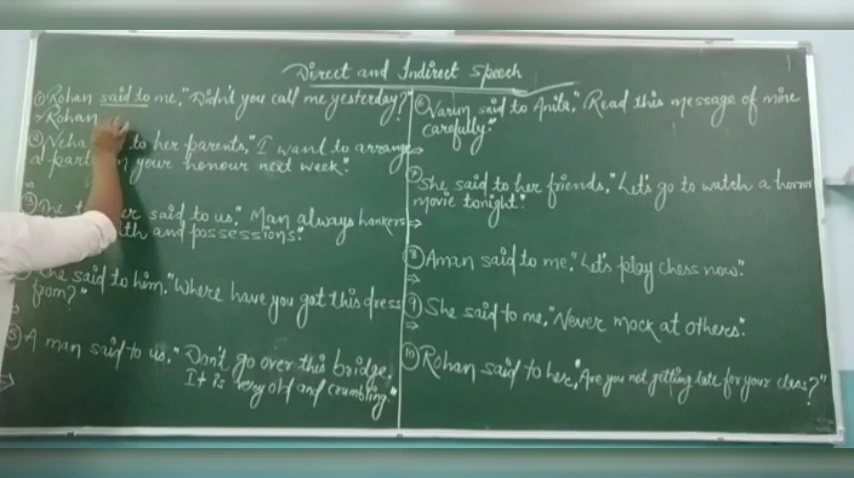 Direct and Indirect Speech
① Rohan said to me, "Didn't you call me yesterday?"
⇒ Rohan
② Neha to her parents, "I want to arrange
a party in your honour next week."
⇒
③ The said to us, "Man always hankers
and possessions."
She said to him, "Where have you got this dress
from?"
⇒
⑤ A man said to us, "Don't go over this bridge.
It is very old and crumbling."
⇒
⑥ Varun said to Anita, "Read this message of mine
carefully."
⇒
⑦ She said to her friends, "Let's go to watch a horror
movie tonight."
⇒
⑧ Aman said to me, "Let's play chess now."
⇒
⑨ She said to me, "Never mock at others."
⇒
⑩ Rohan said to her, "Are you not getting late for your class?"